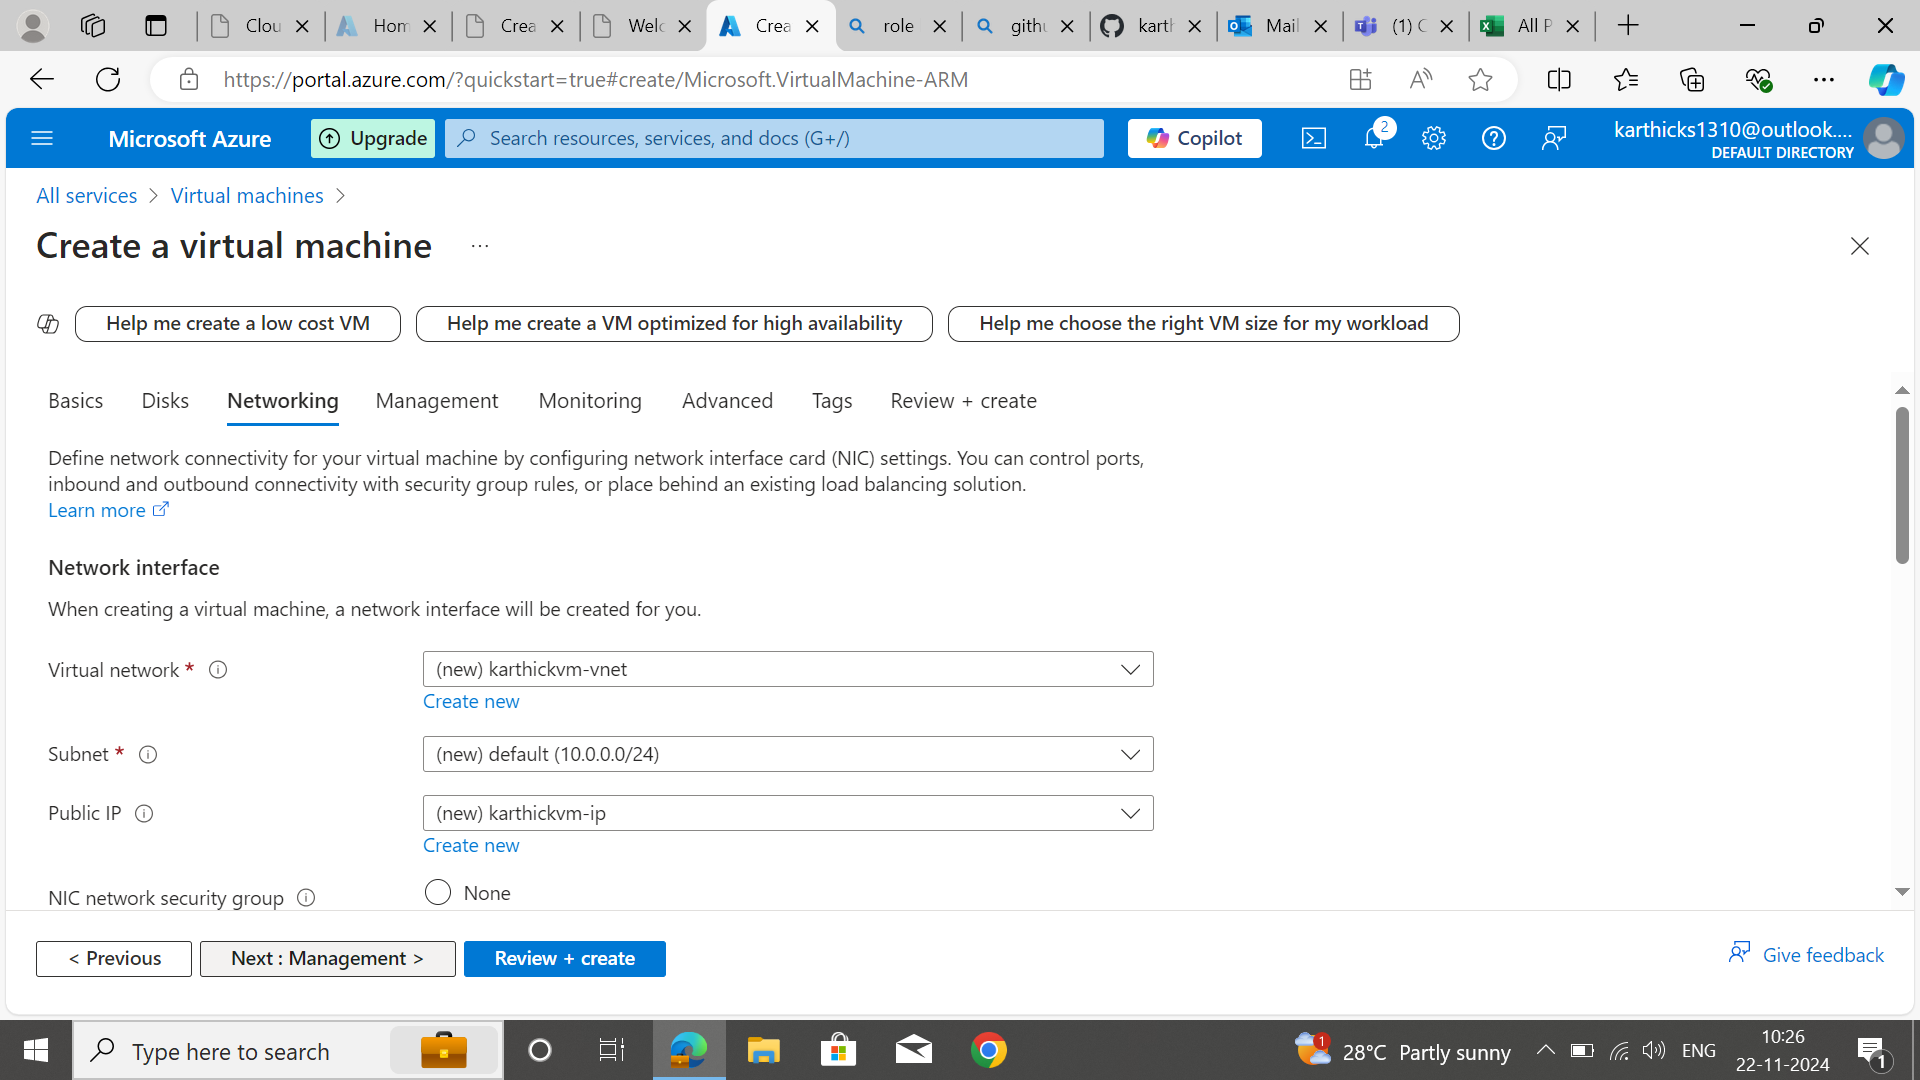 Clou
Hom
Crea
Welc
Crea
role
githu
karth
Mail
(1) C
All P
https://portal.azure.com/?quickstart=true#create/Microsoft.VirtualMachine-ARM
Microsoft Azure
Upgrade
Search resources, services, and docs (G+/)
Copilot
2
karthicks1310@outlook....
DEFAULT DIRECTORY
All services > Virtual machines >
Create a virtual machine ...
Help me create a low cost VM
Help me create a VM optimized for high availability
Help me choose the right VM size for my workload
Basics Disks Networking Management Monitoring Advanced Tags Review + create
Define network connectivity for your virtual machine by configuring network interface card (NIC) settings. You can control ports,
inbound and outbound connectivity with security group rules, or place behind an existing load balancing solution.
Learn more
Network interface
When creating a virtual machine, a network interface will be created for you.
Virtual network *
(new) karthickvm-vnet
Create new
Subnet *
(new) default (10.0.0.0/24)
Public IP
(new) karthickvm-ip
Create new
NIC network security group
None
< Previous
Next : Management >
Review + create
Give feedback
Type here to search
1
28°C Partly sunny
ENG
10:26
22-11-2024
1